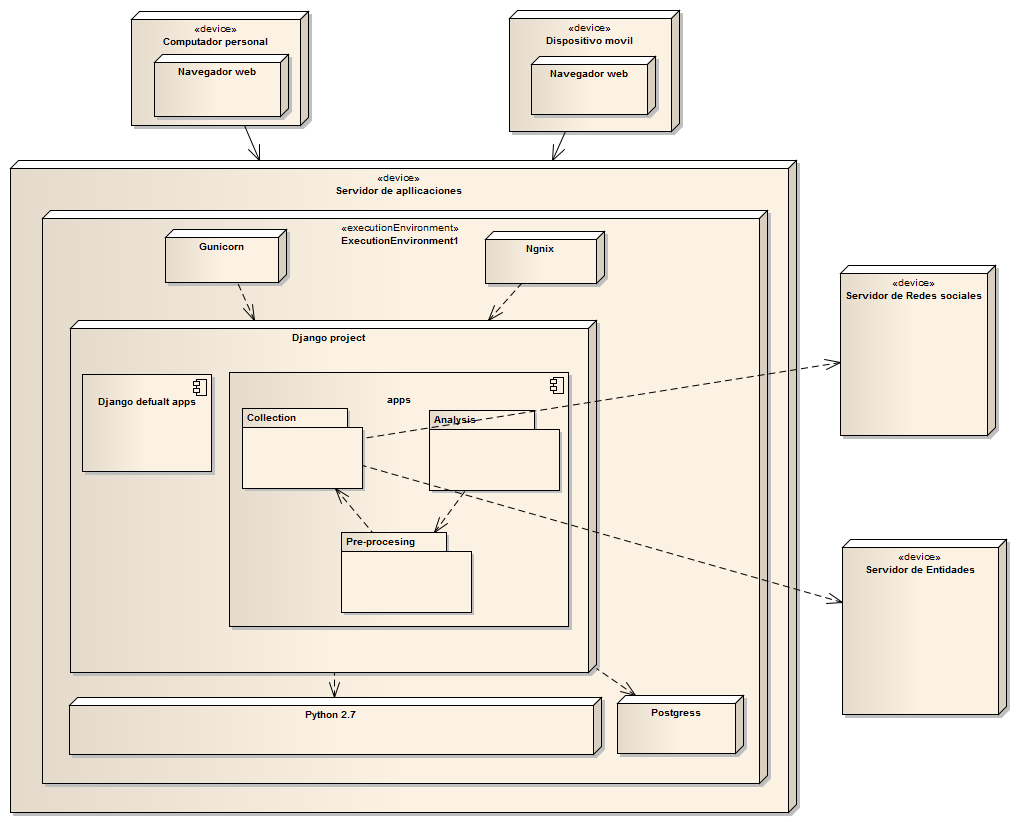 «device»
Computador personal
Navegador web
«device»
Dispositivo movil
Navegador web
«device»
Servidor de apllicaciones
«executionEnvironment»
ExecutionEnvironment1
Gunicorn
Ngnix
Django project
Django defualt apps
apps
Collection
Analysis
Pre-procesing
Python 2.7
Postgress
«device»
Servidor de Redes sociales
«device»
Servidor de Entidades